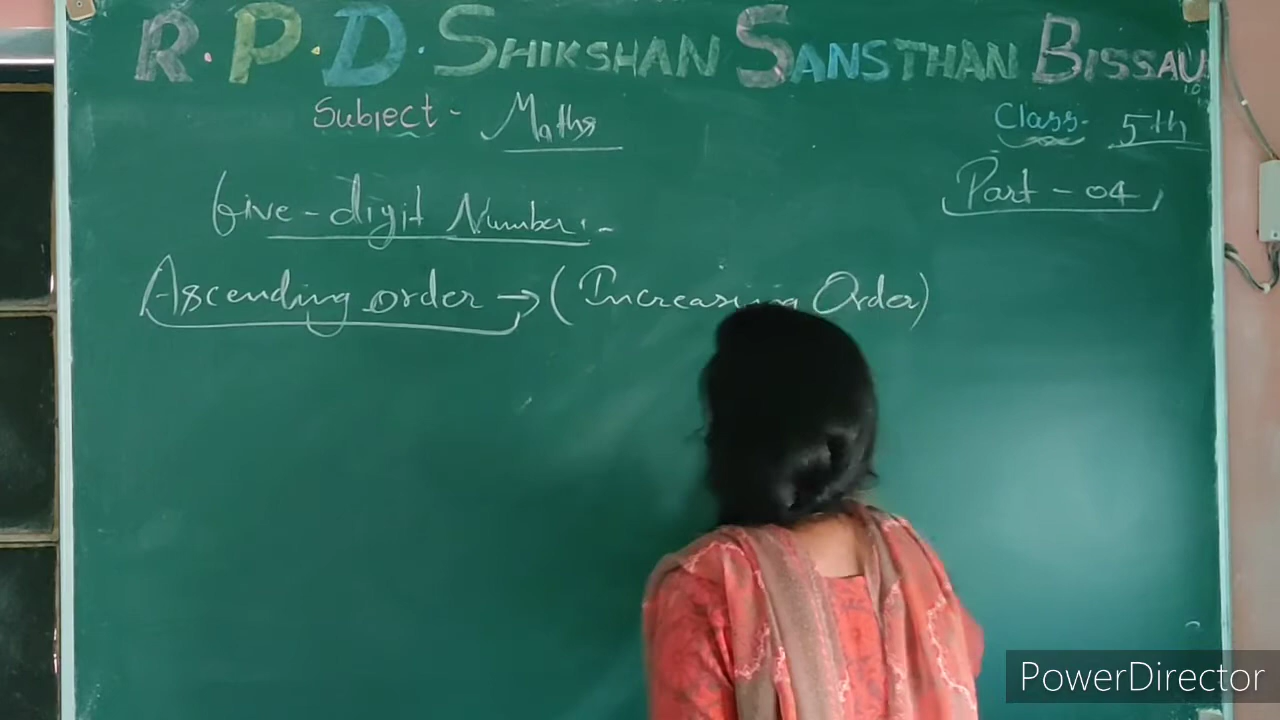 R.P.D. SHIKSHAN SANSTHAN BISSAU
Subject - Maths
Class - 5th
Part - 04
Five-digit Number :-
Ascending order → (Increasing Order)
PowerDirector